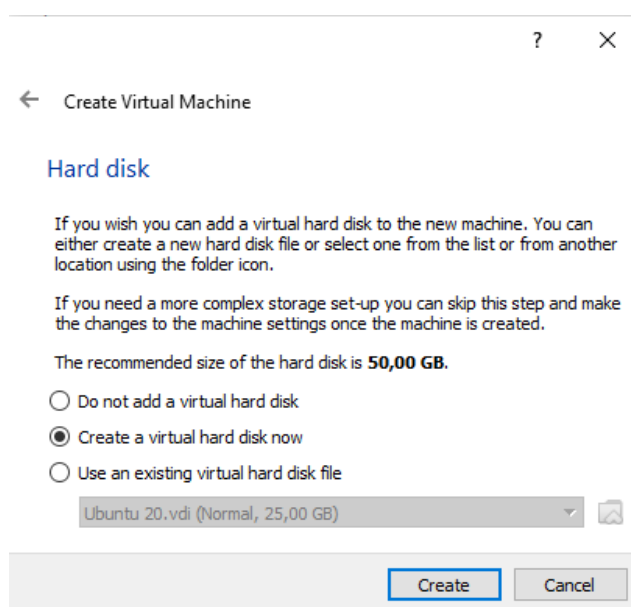 ?
Create Virtual Machine
Hard disk
If you wish you can add a virtual hard disk to the new machine. You can
either create a new hard disk file or select one from the list or from another
location using the folder icon.
If you need a more complex storage set-up you can skip this step and make
the changes to the machine settings once the machine is created.
The recommended size of the hard disk is 50,00 GB.
Do not add a virtual hard disk
Create a virtual hard disk now
Use an existing virtual hard disk file
Ubuntu 20.vdi (Normal, 25,00 GB)
Create Cancel